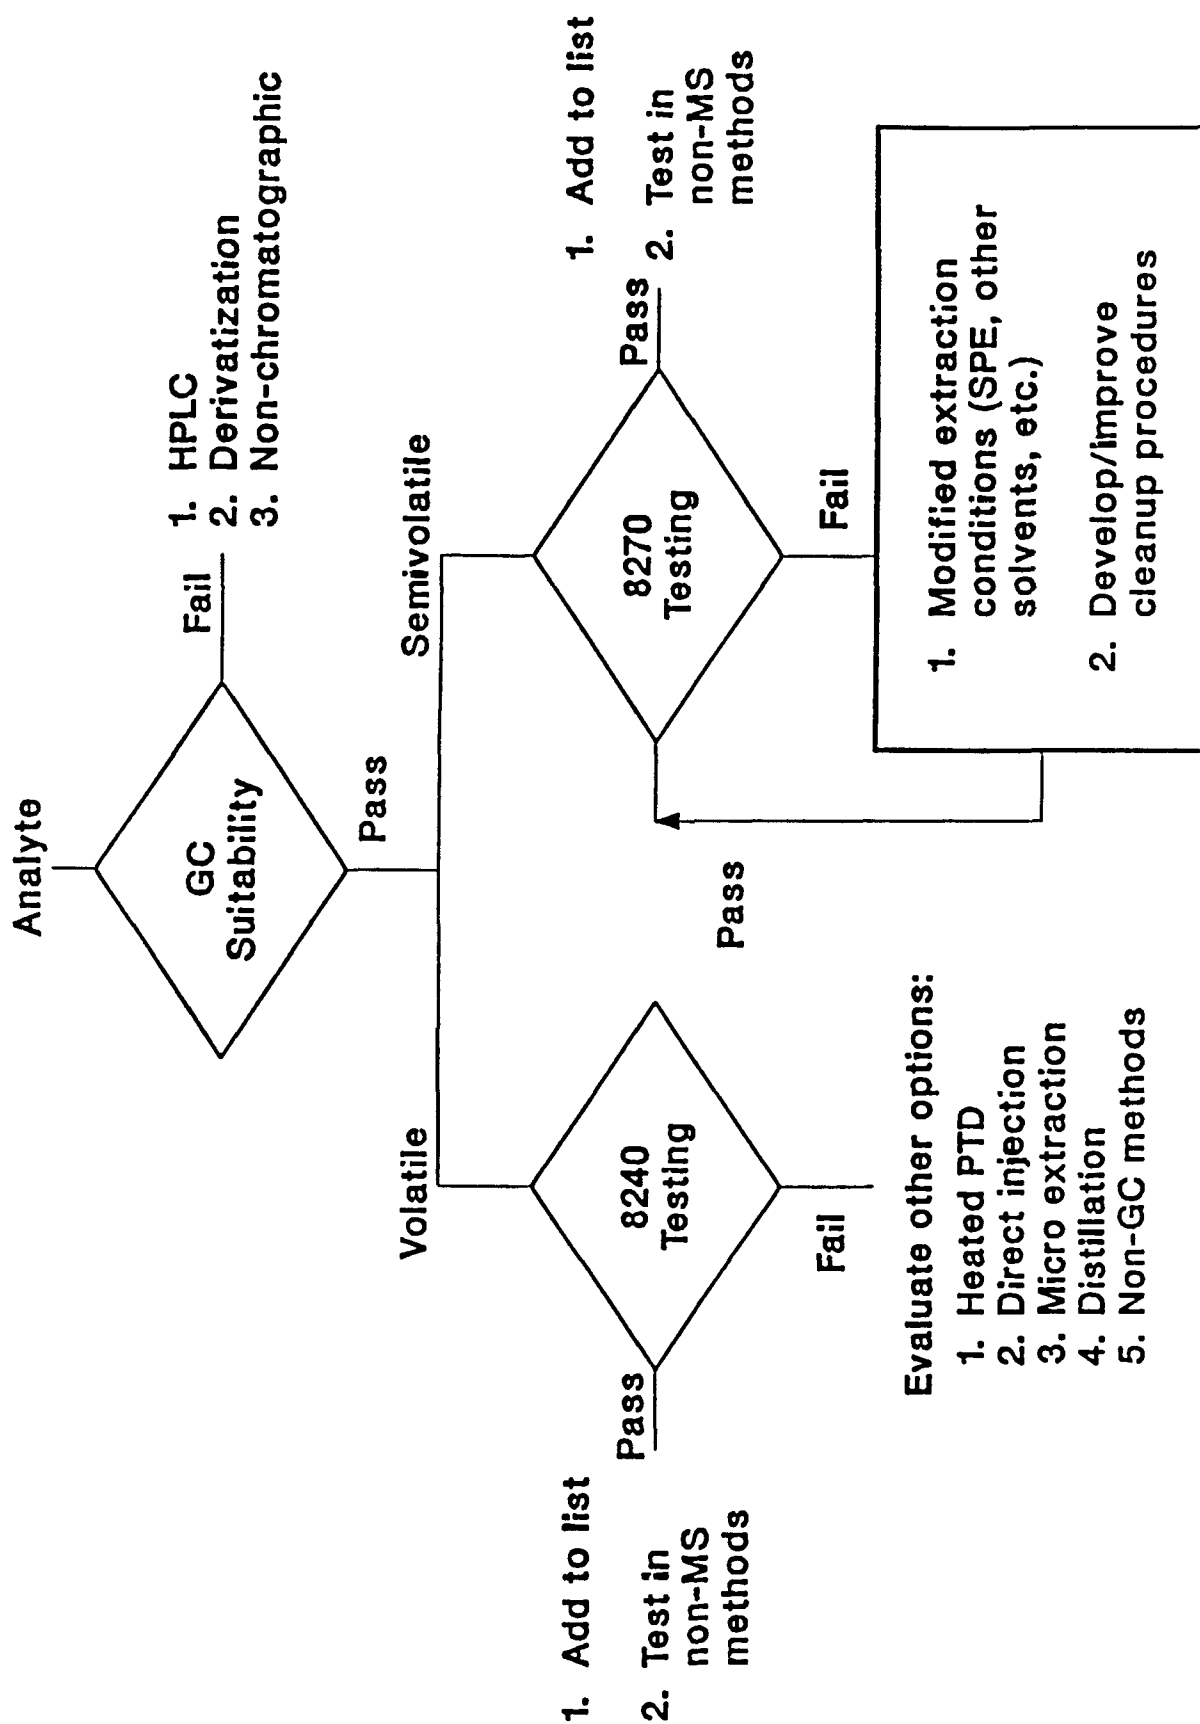 Analyte
GC
Suitability
Fail
1. HPLC
2. Derivatization
3. Non-chromatographic
Pass
Volatile
Semivolatile
1. Add to list
2. Test in
non-MS
methods
Pass
8240
Testing
Fail
Evaluate other options:
1. Heated PTD
2. Direct injection
3. Micro extraction
4. Distillation
5. Non-GC methods
8270
Testing
Pass
1. Add to list
2. Test in
non-MS
methods
Pass
Fail
1. Modified extraction
conditions (SPE, other
solvents, etc.)
2. Develop/improve
cleanup procedures